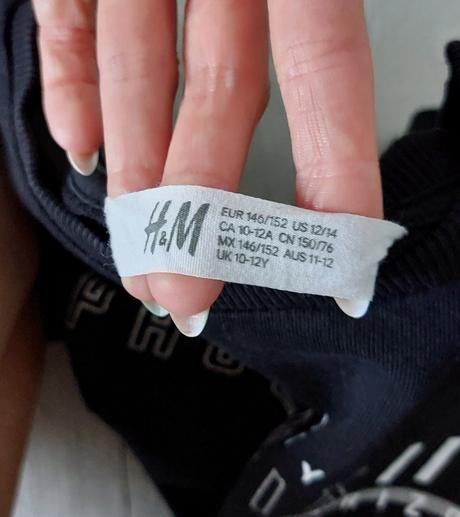 H&M
EUR 146/152 US 12/14
CA 10-12A CN 150/76
MX 146/152 AUS 11-12
UK 10-12Y